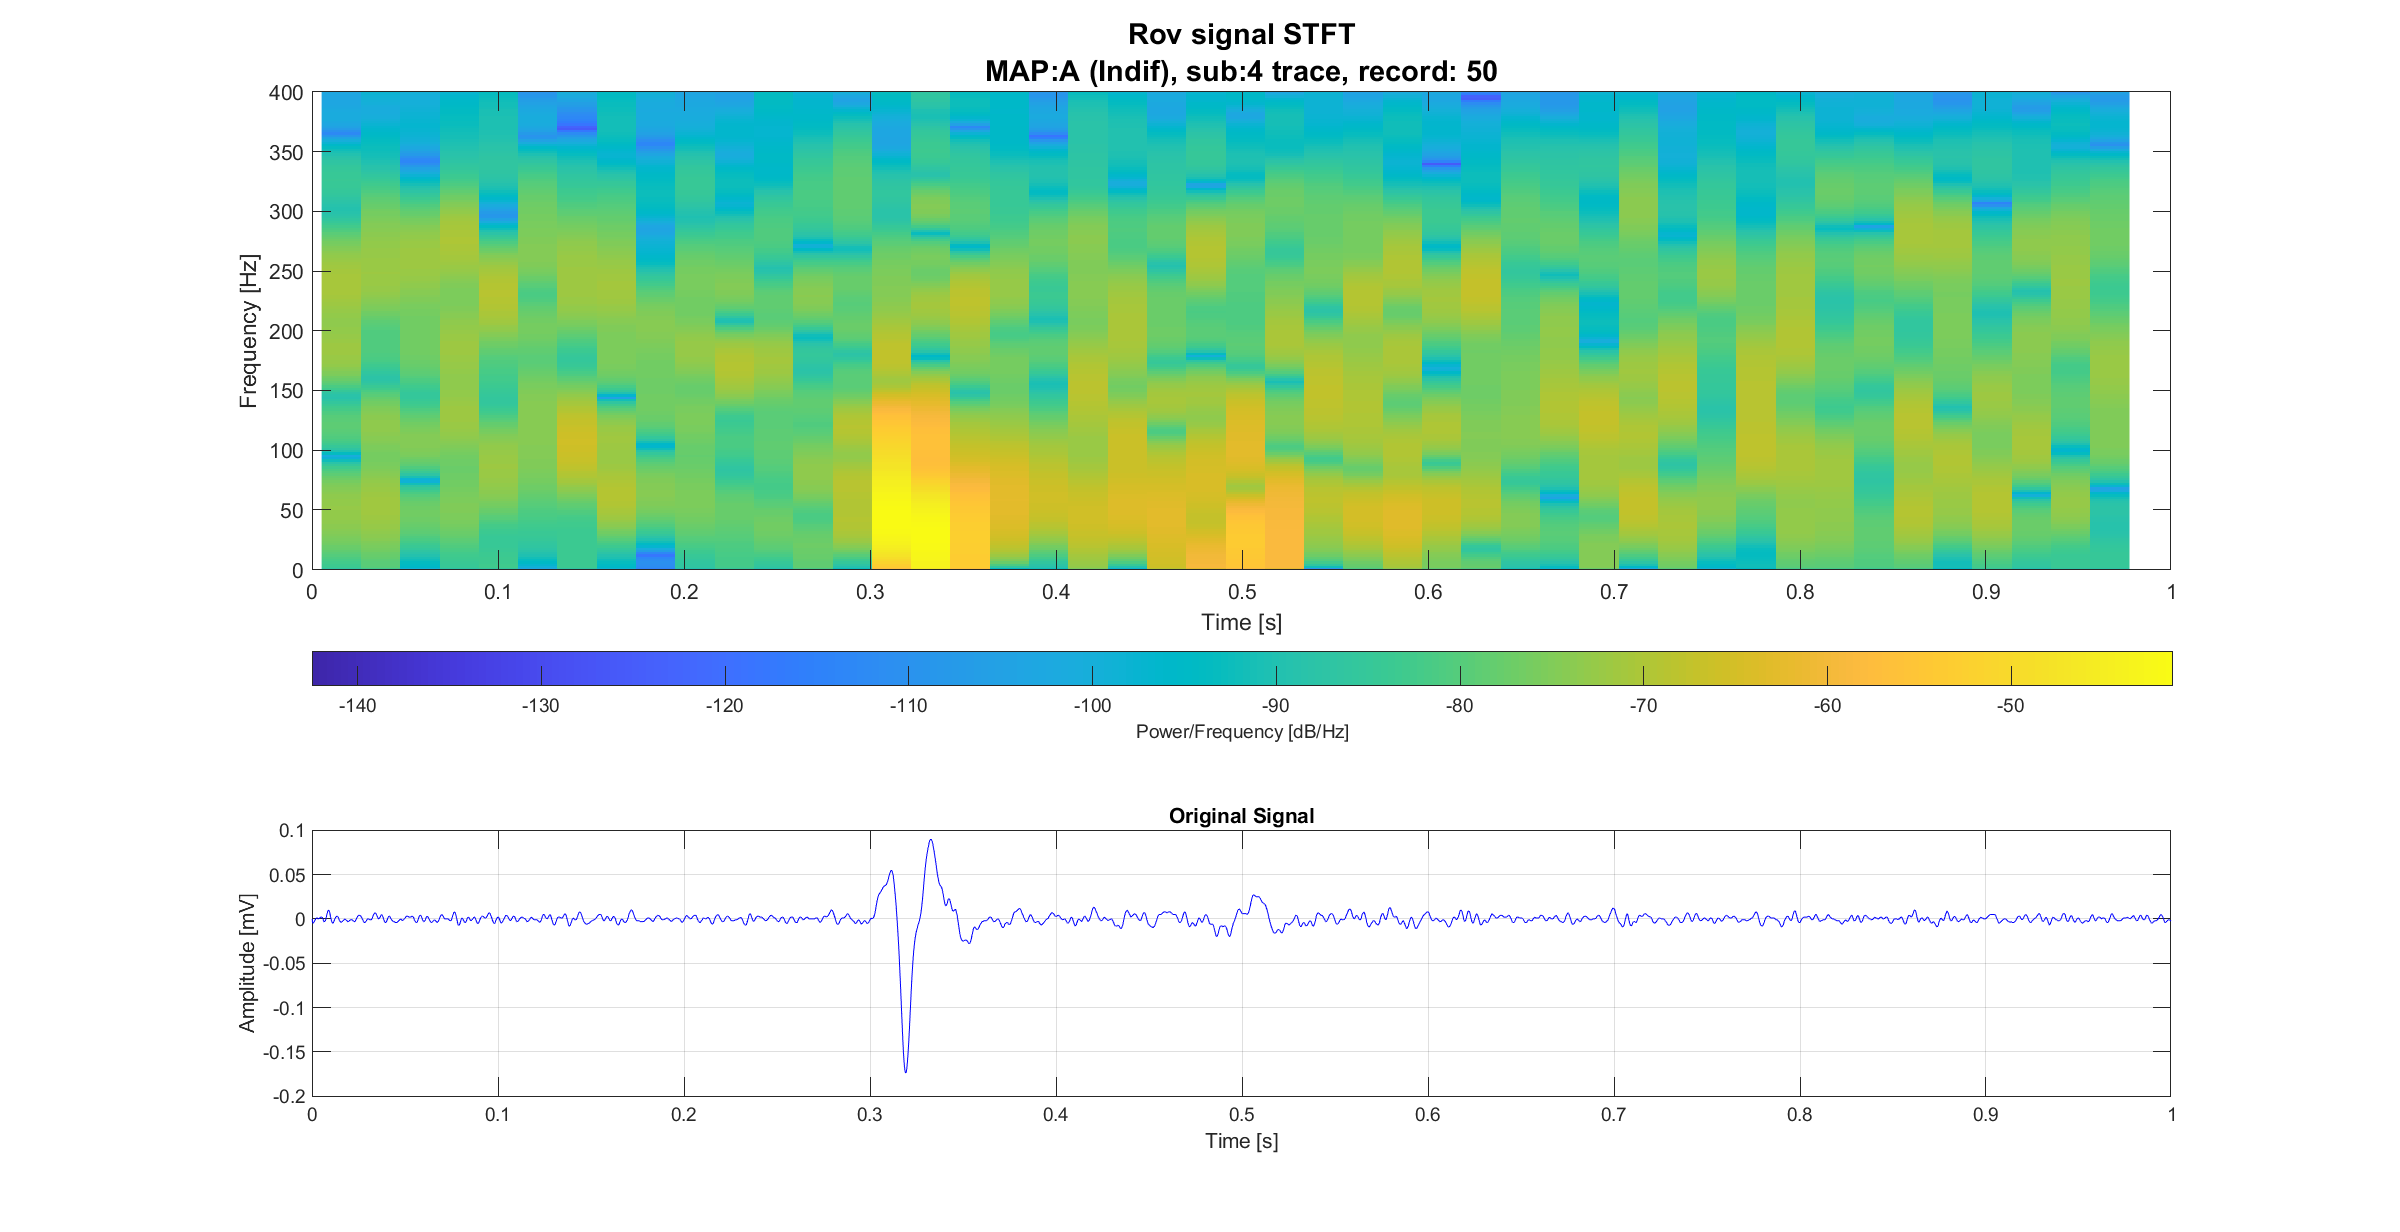 Rov signal STFT
MAP:A (Indif), sub:4 trace, record: 50
400
350
300
250
200
150
100
50
0
Frequency [Hz]
0 0.1 0.2 0.3 0.4 0.5 0.6 0.7 0.8 0.9 1
Time [s]
-140 -130 -120 -110 -100 -90 -80 -70 -60 -50
Power/Frequency [dB/Hz]
Original Signal
0.1
0.05
0
-0.05
-0.1
-0.15
-0.2
Amplitude [mV]
0 0.1 0.2 0.3 0.4 0.5 0.6 0.7 0.8 0.9 1
Time [s]